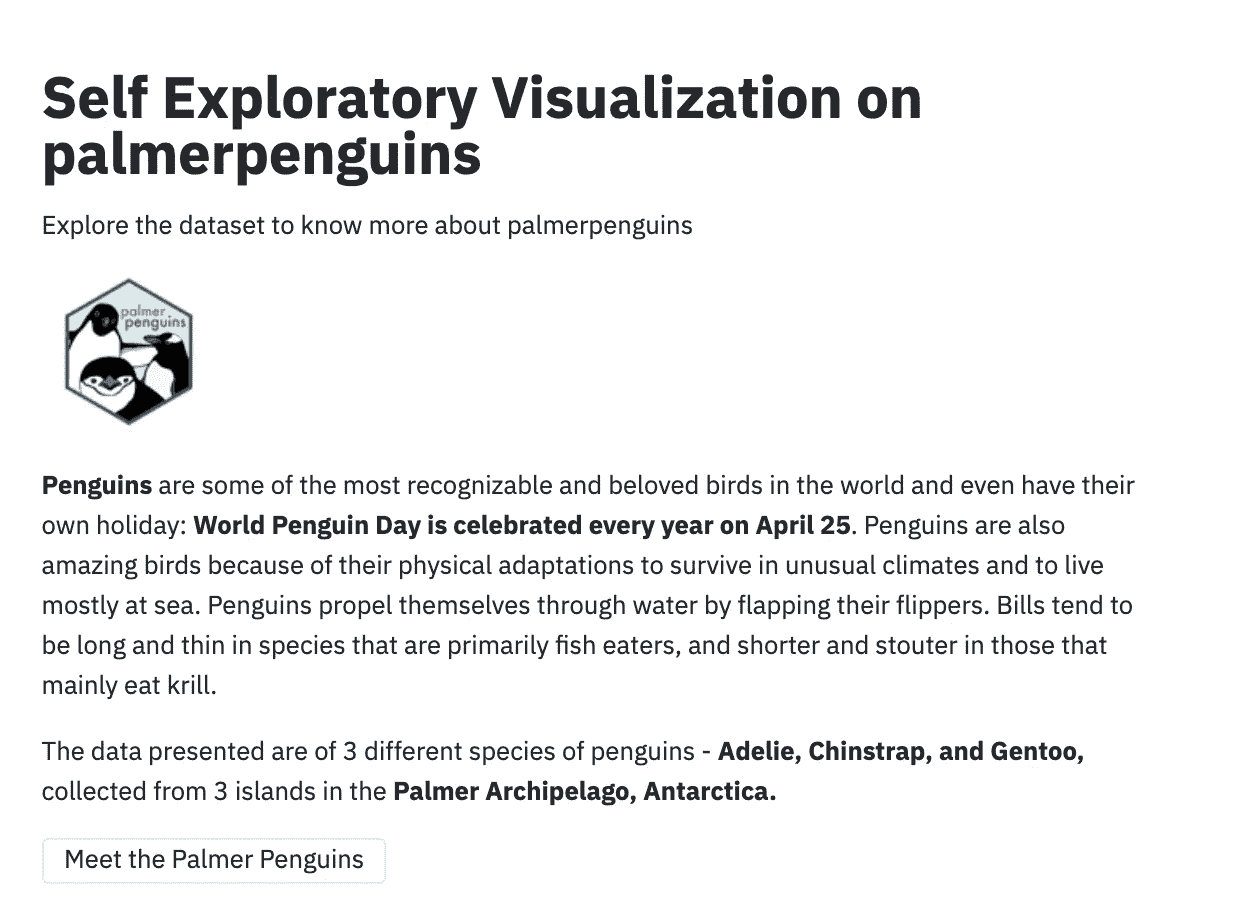 Self Exploratory Visualization on
palmerpenguins
Explore the dataset to know more about palmerpenguins
palmer
penguins
Penguins are some of the most recognizable and beloved birds in the world and even have their
own holiday: World Penguin Day is celebrated every year on April 25. Penguins are also
amazing birds because of their physical adaptations to survive in unusual climates and to live
mostly at sea. Penguins propel themselves through water by flapping their flippers. Bills tend to
be long and thin in species that are primarily fish eaters, and shorter and stouter in those that
mainly eat krill.
The data presented are of 3 different species of penguins - Adelie, Chinstrap, and Gentoo,
collected from 3 islands in the Palmer Archipelago, Antarctica.
Meet the Palmer Penguins